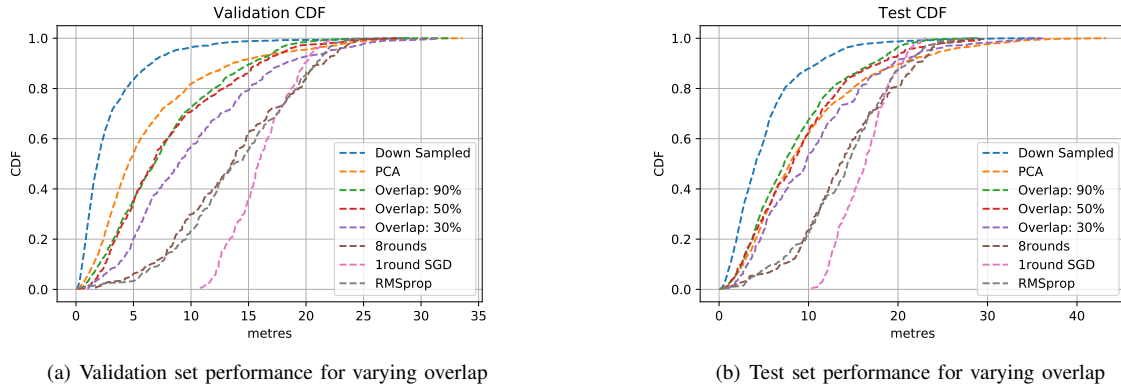 Validation CDF
1.0
0.8
0.6
0.4
0.2
0.0
CDF
Down Sampled
PCA
Overlap: 90%
Overlap: 50%
Overlap: 30%
8rounds
1round SGD
RMSprop
0 5 10 15 20 25 30 35
metres
(a) Validation set performance for varying overlap
Test CDF
1.0
0.8
0.6
0.4
0.2
0.0
CDF
Down Sampled
PCA
Overlap: 90%
Overlap: 50%
Overlap: 30%
8rounds
1round SGD
RMSprop
0 10 20 30 40
metres
(b) Test set performance for varying overlap